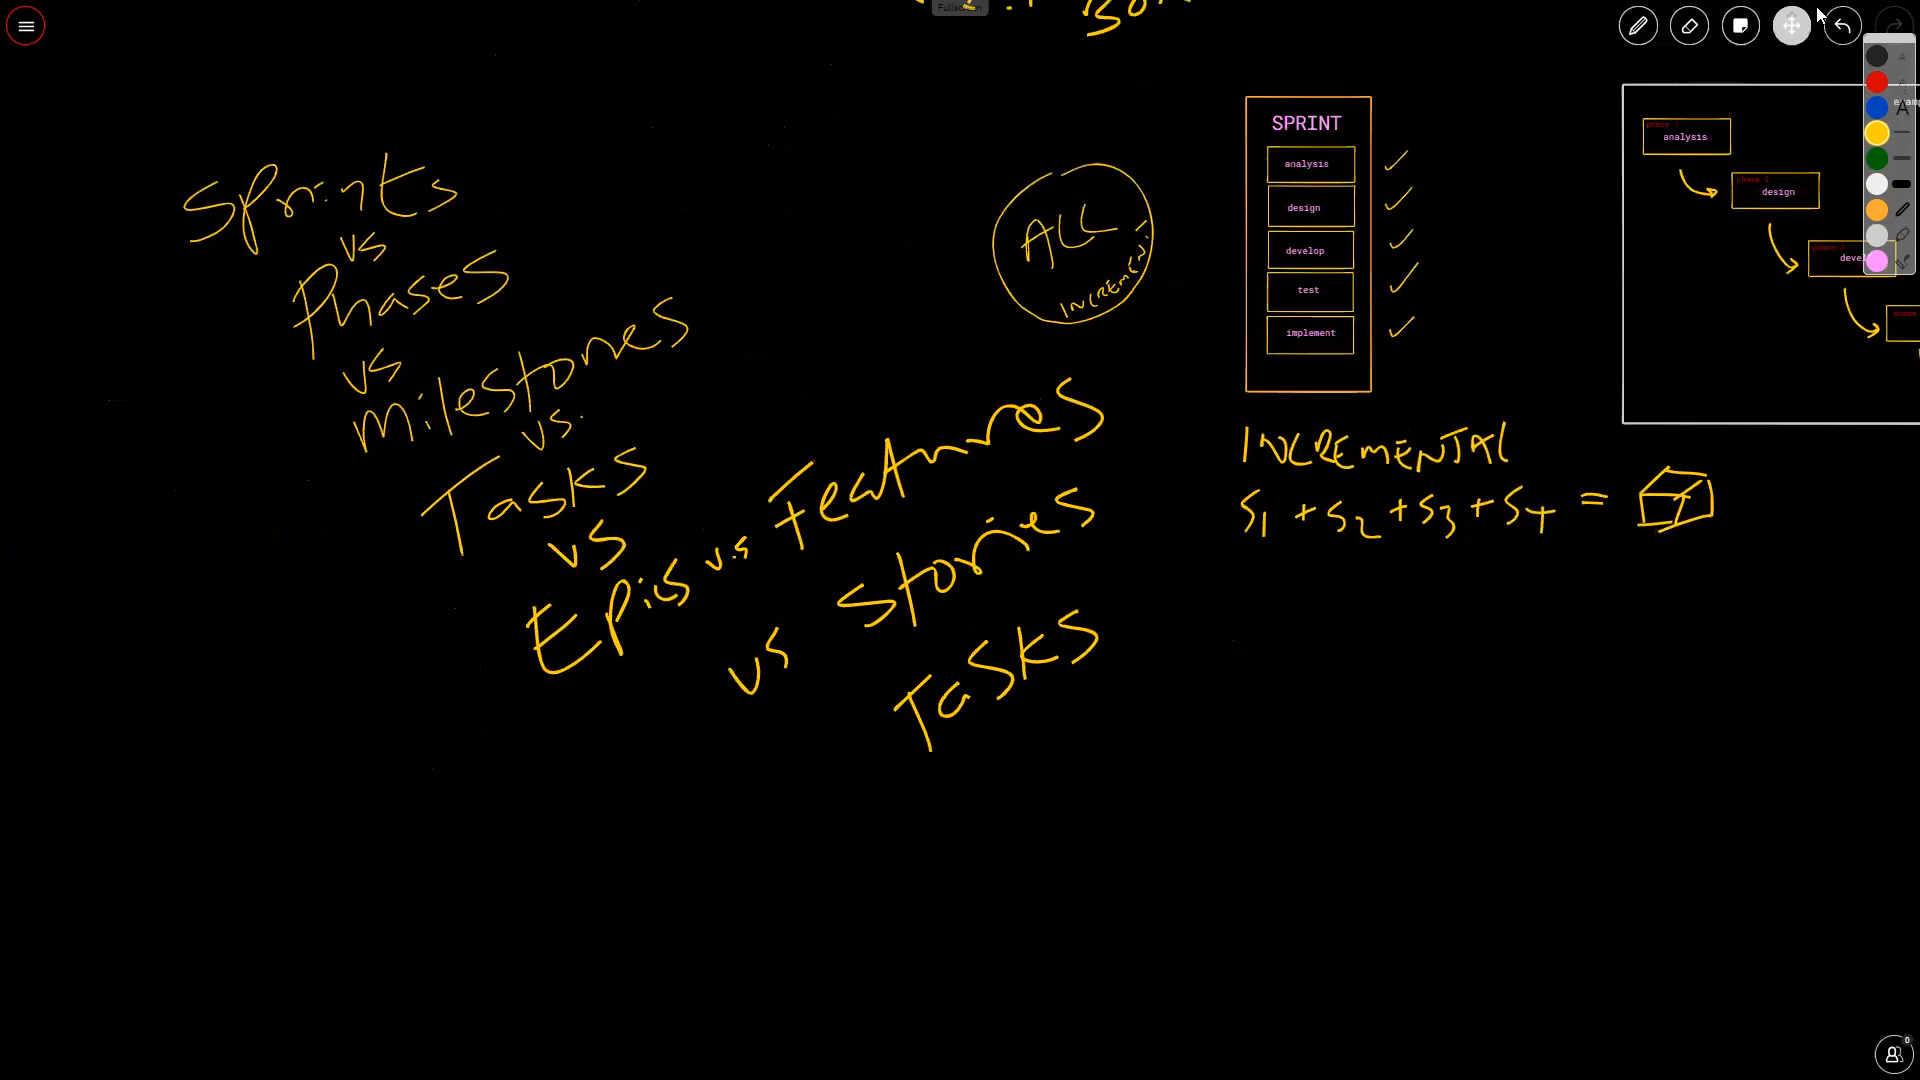 Sprints
vs
Phases
vs
Milestones
vs.
Tasks
vs
Epics vs Features
vs Stories
Tasks
ALL
INCREMENT
SPRINT
analysis
design
develop
test
implement
INCREMENTAL
S1 + S2 + S3 + S4 =
analysis
design